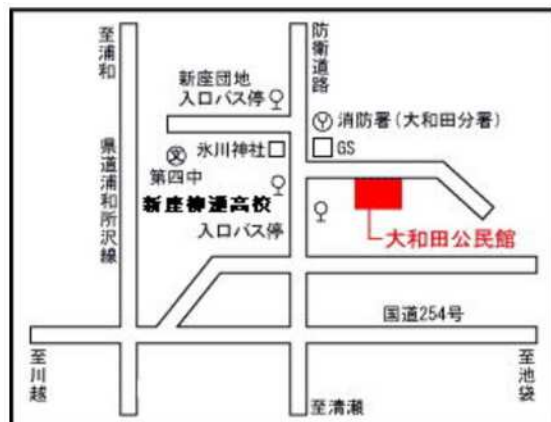 至浦和
県道浦和所沢線
防衛道路
新座団地
入口バス停
消防署(大和田分署)
氷川神社
GS
文
第四中
新座柳瀬高校
入口バス停
大和田公民館
国道254号
至川越
至清瀬
至池袋